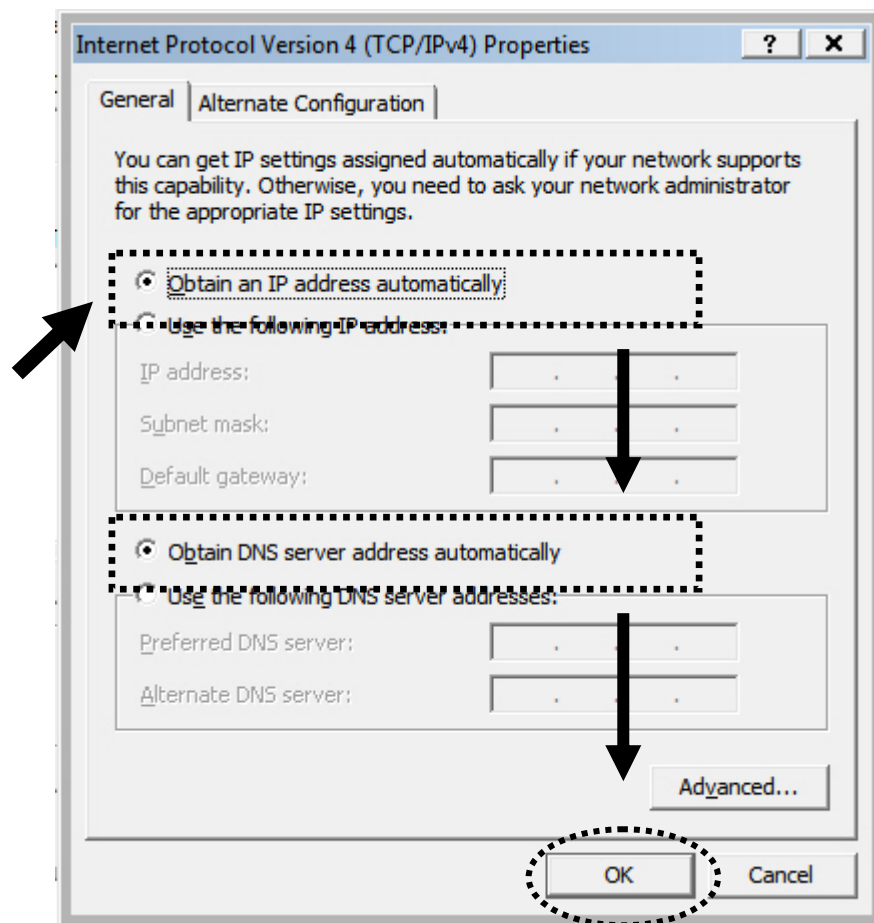 Internet Protocol Version 4 (TCP/IPv4) Properties
General
Alternate Configuration
You can get IP settings assigned automatically if your network supports
this capability. Otherwise, you need to ask your network administrator
for the appropriate IP settings.
Obtain an IP address automatically
Use the following IP address:
IP address:
Subnet mask:
Default gateway:
Obtain DNS server address automatically
Use the following DNS server addresses:
Preferred DNS server:
Alternate DNS server:
Advanced...
OK
Cancel